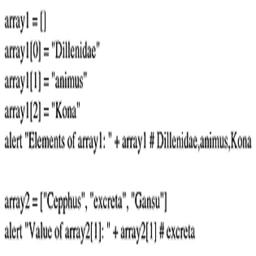 array1 = []
array1[0] = "Dillenidae"
array1[1] = "animus"
array1[2] = "Kona"
alert "Elements of array1: " + array1 # Dillenidae,animus,Kona

array2 = ["Cepphus", "excreta", "Gansu"]
alert "Value of array2[1]: " + array2[1] # excreta